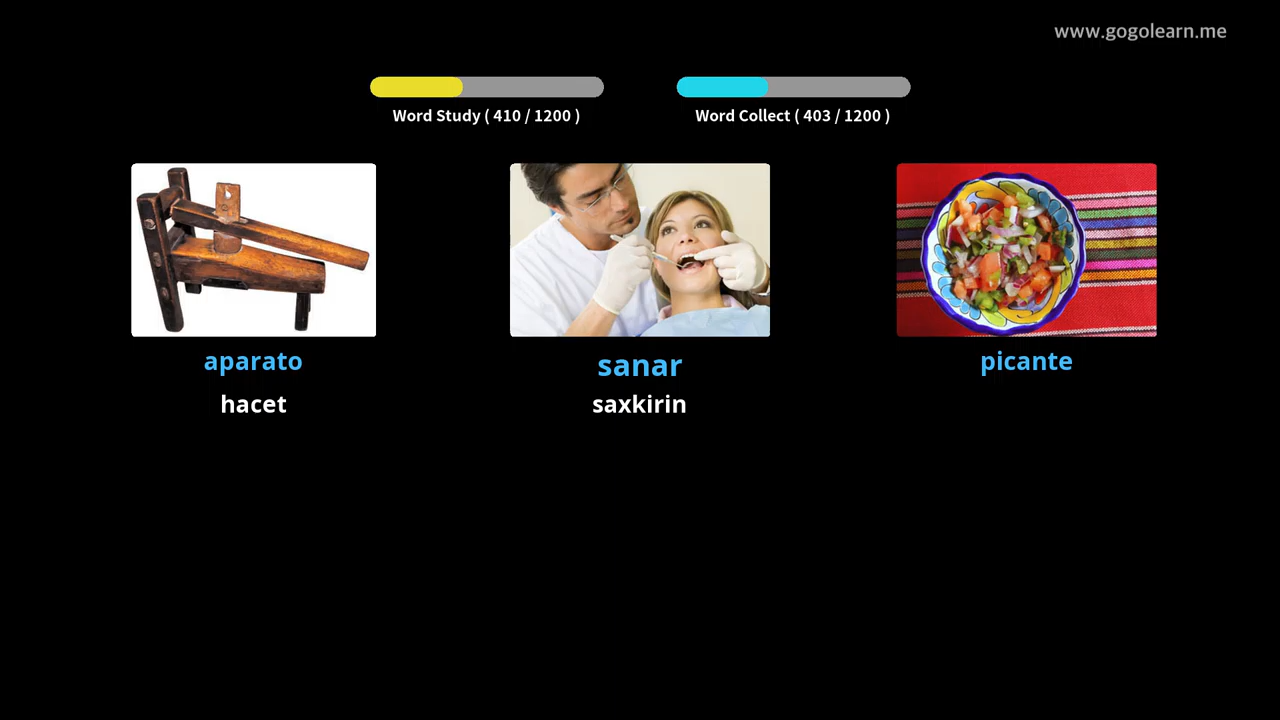 www.gogolearn.me
Word Study ( 410 / 1200 )
Word Collect ( 403 / 1200 )
aparato
sanar
picante
hacet
saxkirin